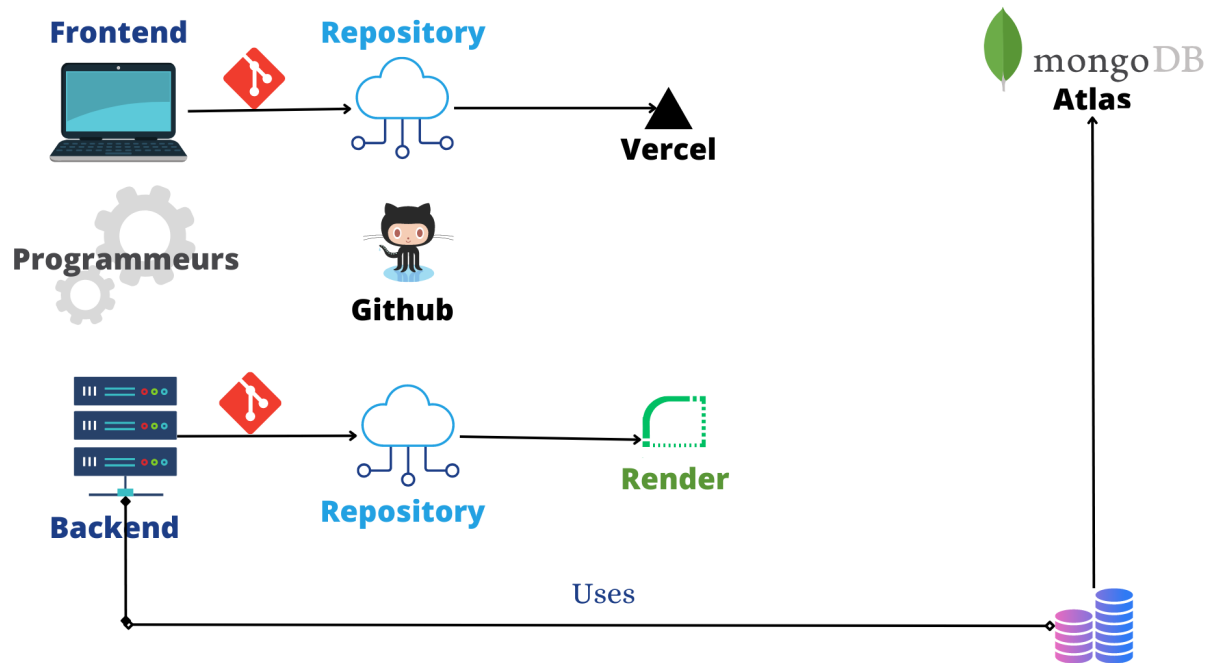 Frontend
Repository
mongoDB
Atlas
Vercel
Programmeurs
Github
Render
Repository
Backend
Uses